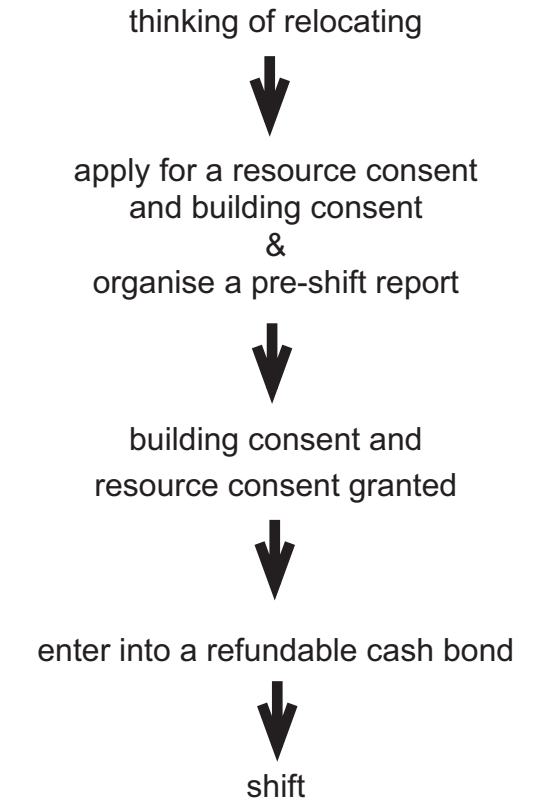 thinking of relocating
apply for a resource consent
and building consent
&
organise a pre-shift report
building consent and
resource consent granted
enter into a refundable cash bond
shift